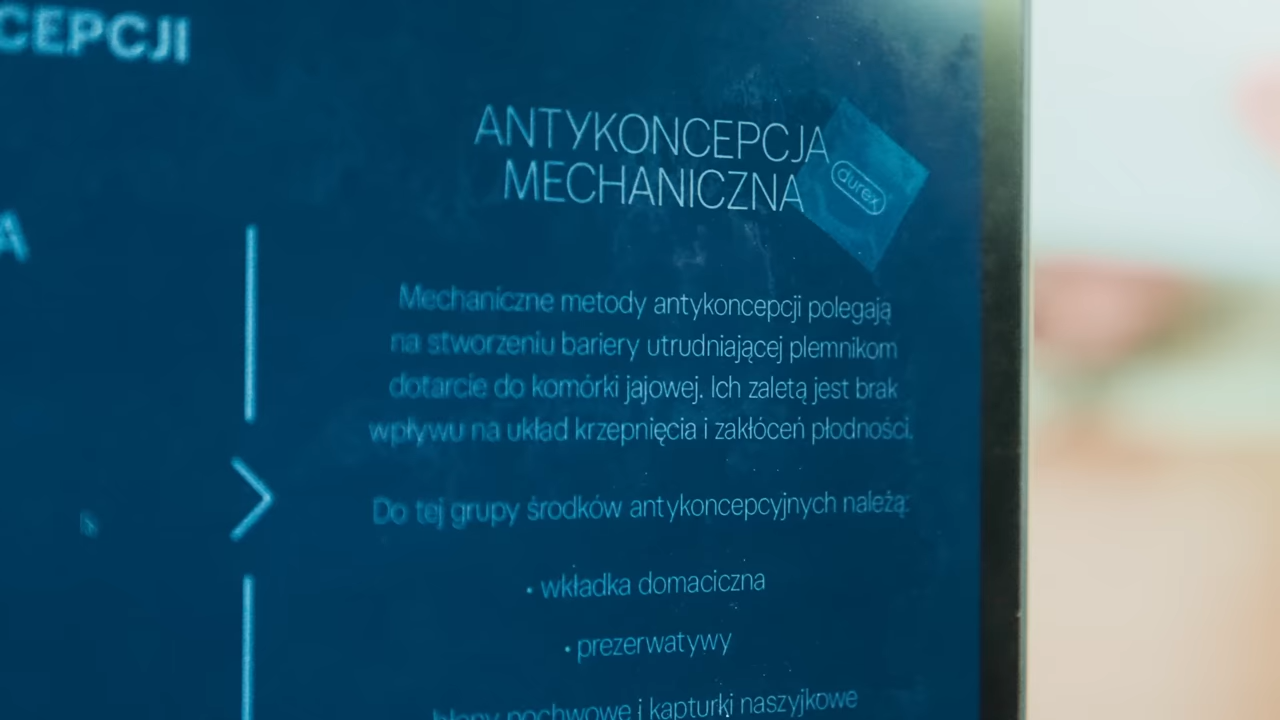 CEPCJI
A
ANTYKONCEPCJA
MECHANICZNA
durex
Mechaniczne metody antykoncepcji polegają
na stworzeniu bariery utrudniającej plemnikom
dotarcie do komórki jajowej. Ich zaletą jest brak
wpływu na układ krzepnięcia i zakłóceń płodności.
Do tej grupy środków antykoncepcyjnych należą:
• wkładka domaciczna
• prezerwatywy
błony pochwowe i kapturki naszyjkowe